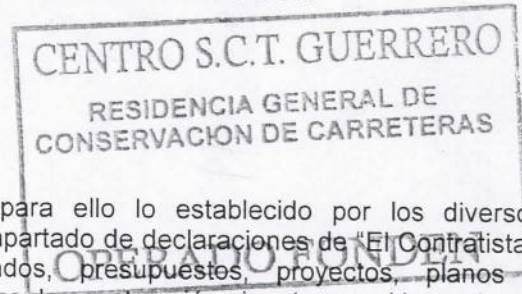 CENTRO S.C.T. GUERRERO
RESIDENCIA GENERAL DE
CONSERVACION DE CARRETERAS
para ello lo establecido por los diverso
apartado de declaraciones de "El Contratista
ados, presupuestos, proyectos, planos
OPERADO FONDEN